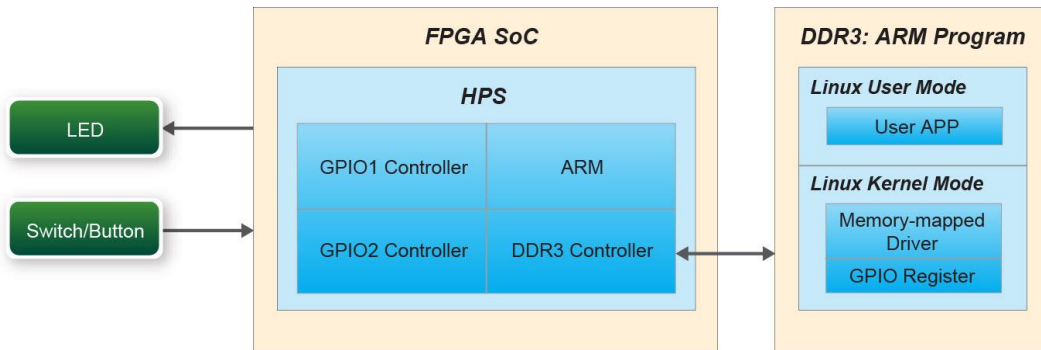 FPGA SoC
HPS
LED
Switch/Button
GPIO1 Controller
ARM
GPIO2 Controller
DDR3 Controller
DDR3: ARM Program
Linux User Mode
User APP
Linux Kernel Mode
Memory-mapped
Driver
GPIO Register